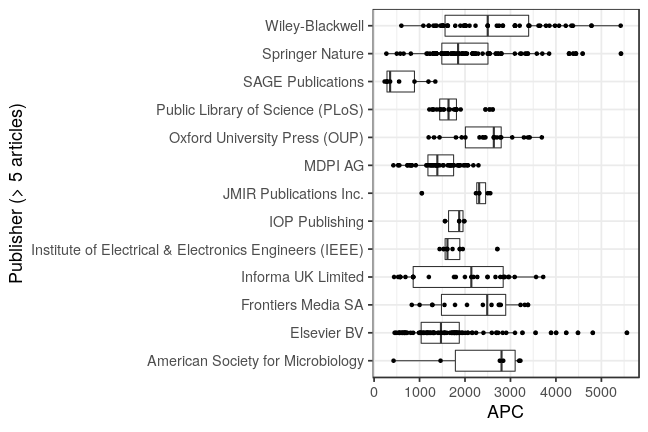 Publisher (> 5 articles)
Wiley-Blackwell
Springer Nature
SAGE Publications
Public Library of Science (PLoS)
Oxford University Press (OUP)
MDPI AG
JMIR Publications Inc.
IOP Publishing
Institute of Electrical & Electronics Engineers (IEEE)
Informa UK Limited
Frontiers Media SA
Elsevier BV
American Society for Microbiology
0 1000 2000 3000 4000 5000
APC